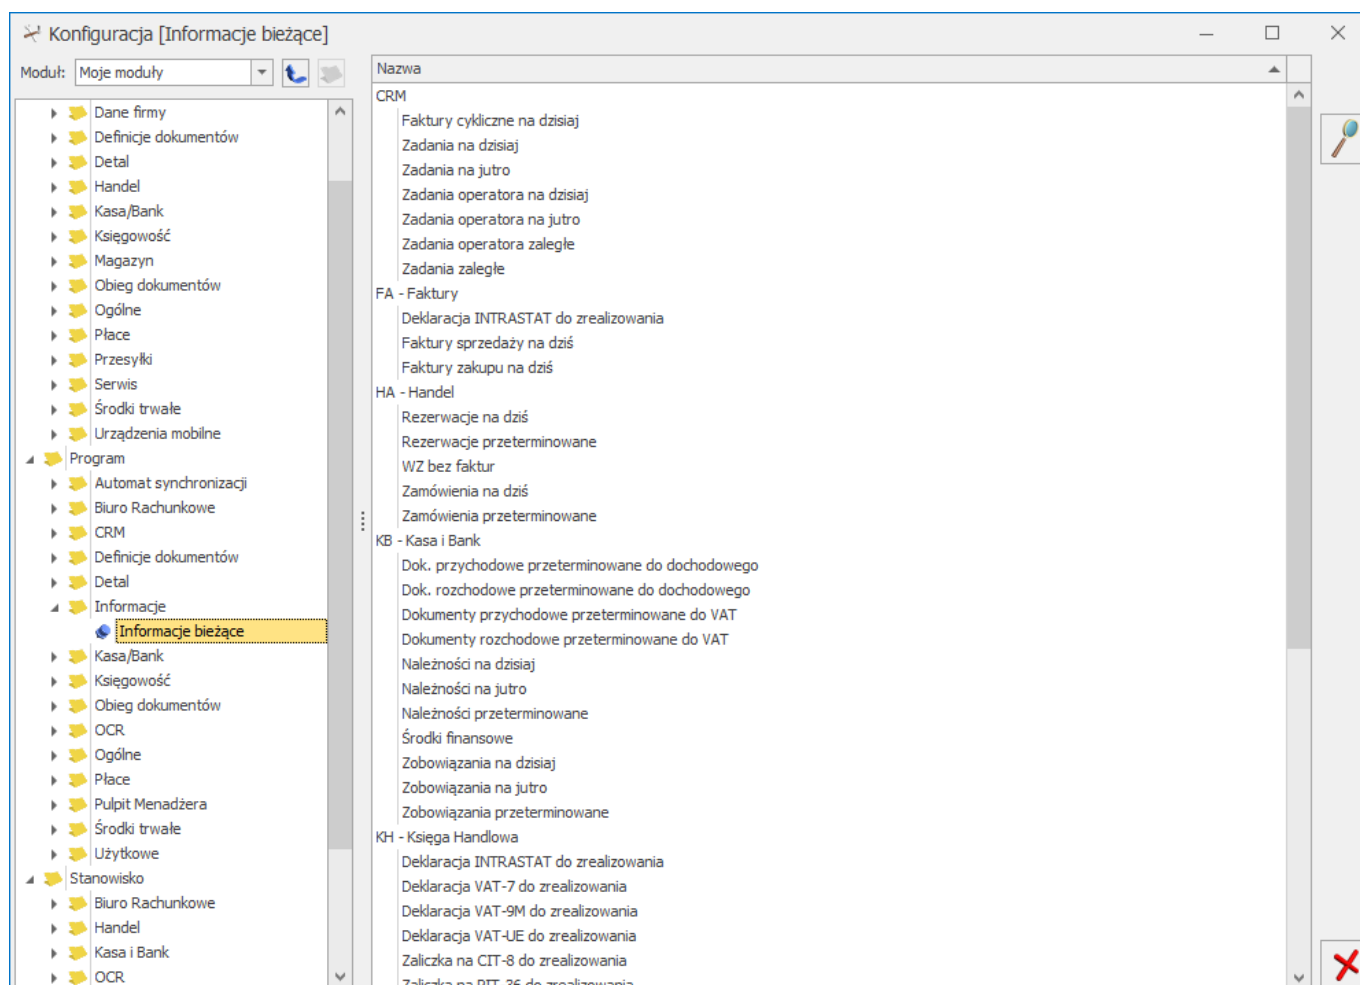 Konfiguracja [Informacje bieżące]
Moduł: Moje moduły
Dane firmy
Definicje dokumentów
Detal
Handel
Kasa/Bank
Księgowość
Magazyn
Obieg dokumentów
Ogólne
Płace
Przesyłki
Serwis
Środki trwałe
Urządzenia mobilne
Program
Automat synchronizacji
Biuro Rachunkowe
CRM
Definicje dokumentów
Detal
Informacje
Informacje bieżące
Kasa/Bank
Księgowość
Obieg dokumentów
OCR
Ogólne
Płace
Pulpit Menadżera
Środki trwałe
Użytkowe
Stanowisko
Biuro Rachunkowe
Handel
Kasa i Bank
OCR
Nazwa
CRM
Faktury cykliczne na dzisiaj
Zadania na dzisiaj
Zadania na jutro
Zadania operatora na dzisiaj
Zadania operatora na jutro
Zadania operatora zaległe
Zadania zaległe
FA - Faktury
Deklaracja INTRASTAT do zrealizowania
Faktury sprzedaży na dziś
Faktury zakupu na dziś
HA - Handel
Rezerwacje na dziś
Rezerwacje przeterminowane
WZ bez faktur
Zamówienia na dziś
Zamówienia przeterminowane
KB - Kasa i Bank
Dok. przychodowe przeterminowane do dochodowego
Dok. rozchodowe przeterminowane do dochodowego
Dokumenty przychodowe przeterminowane do VAT
Dokumenty rozchodowe przeterminowane do VAT
Należności na dzisiaj
Należności na jutro
Należności przeterminowane
Środki finansowe
Zobowiązania na dzisiaj
Zobowiązania na jutro
Zobowiązania przeterminowane
KH - Księga Handlowa
Deklaracja INTRASTAT do zrealizowania
Deklaracja VAT-7 do zrealizowania
Deklaracja VAT-9M do zrealizowania
Deklaracja VAT-UE do zrealizowania
Zaliczka na CIT-8 do zrealizowania
Zaliczka na PIT-36 do zrealizowania